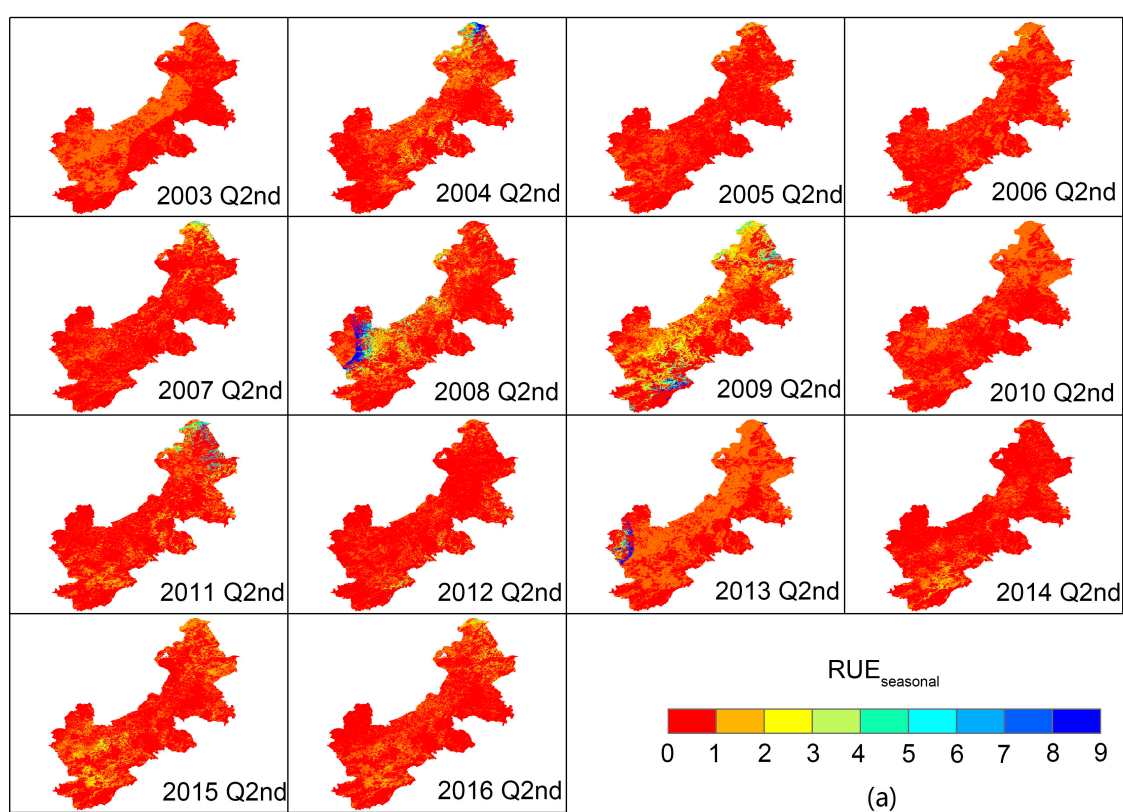 2003 Q2nd
2004 Q2nd
2005 Q2nd
2006 Q2nd
2007 Q2nd
2008 Q2nd
2009 Q2nd
2010 Q2nd
2011 Q2nd
2012 Q2nd
2013 Q2nd
2014 Q2nd
2015 Q2nd
2016 Q2nd
RUEseasonal
0 1 2 3 4 5 6 7 8 9
(a)